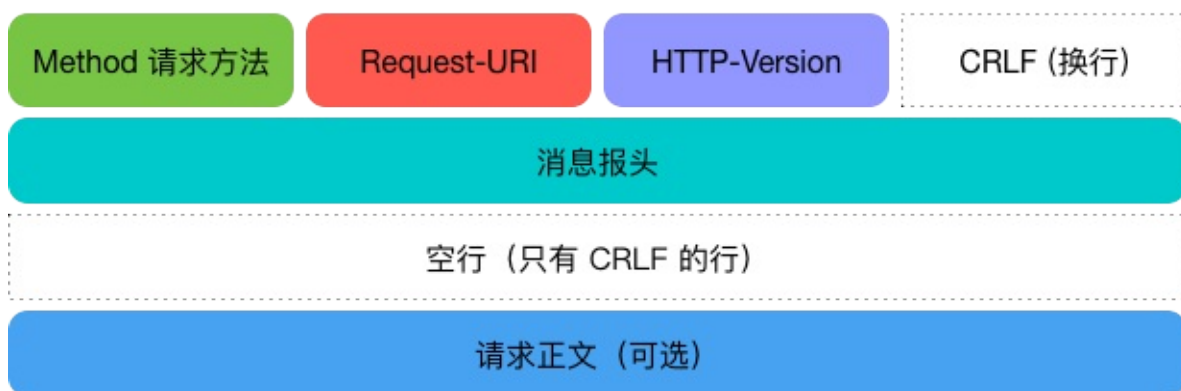 Method 请求方法 Request-URI HTTP-Version CRLF (换行)
消息报头
空行（只有 CRLF 的行）
请求正文（可选）